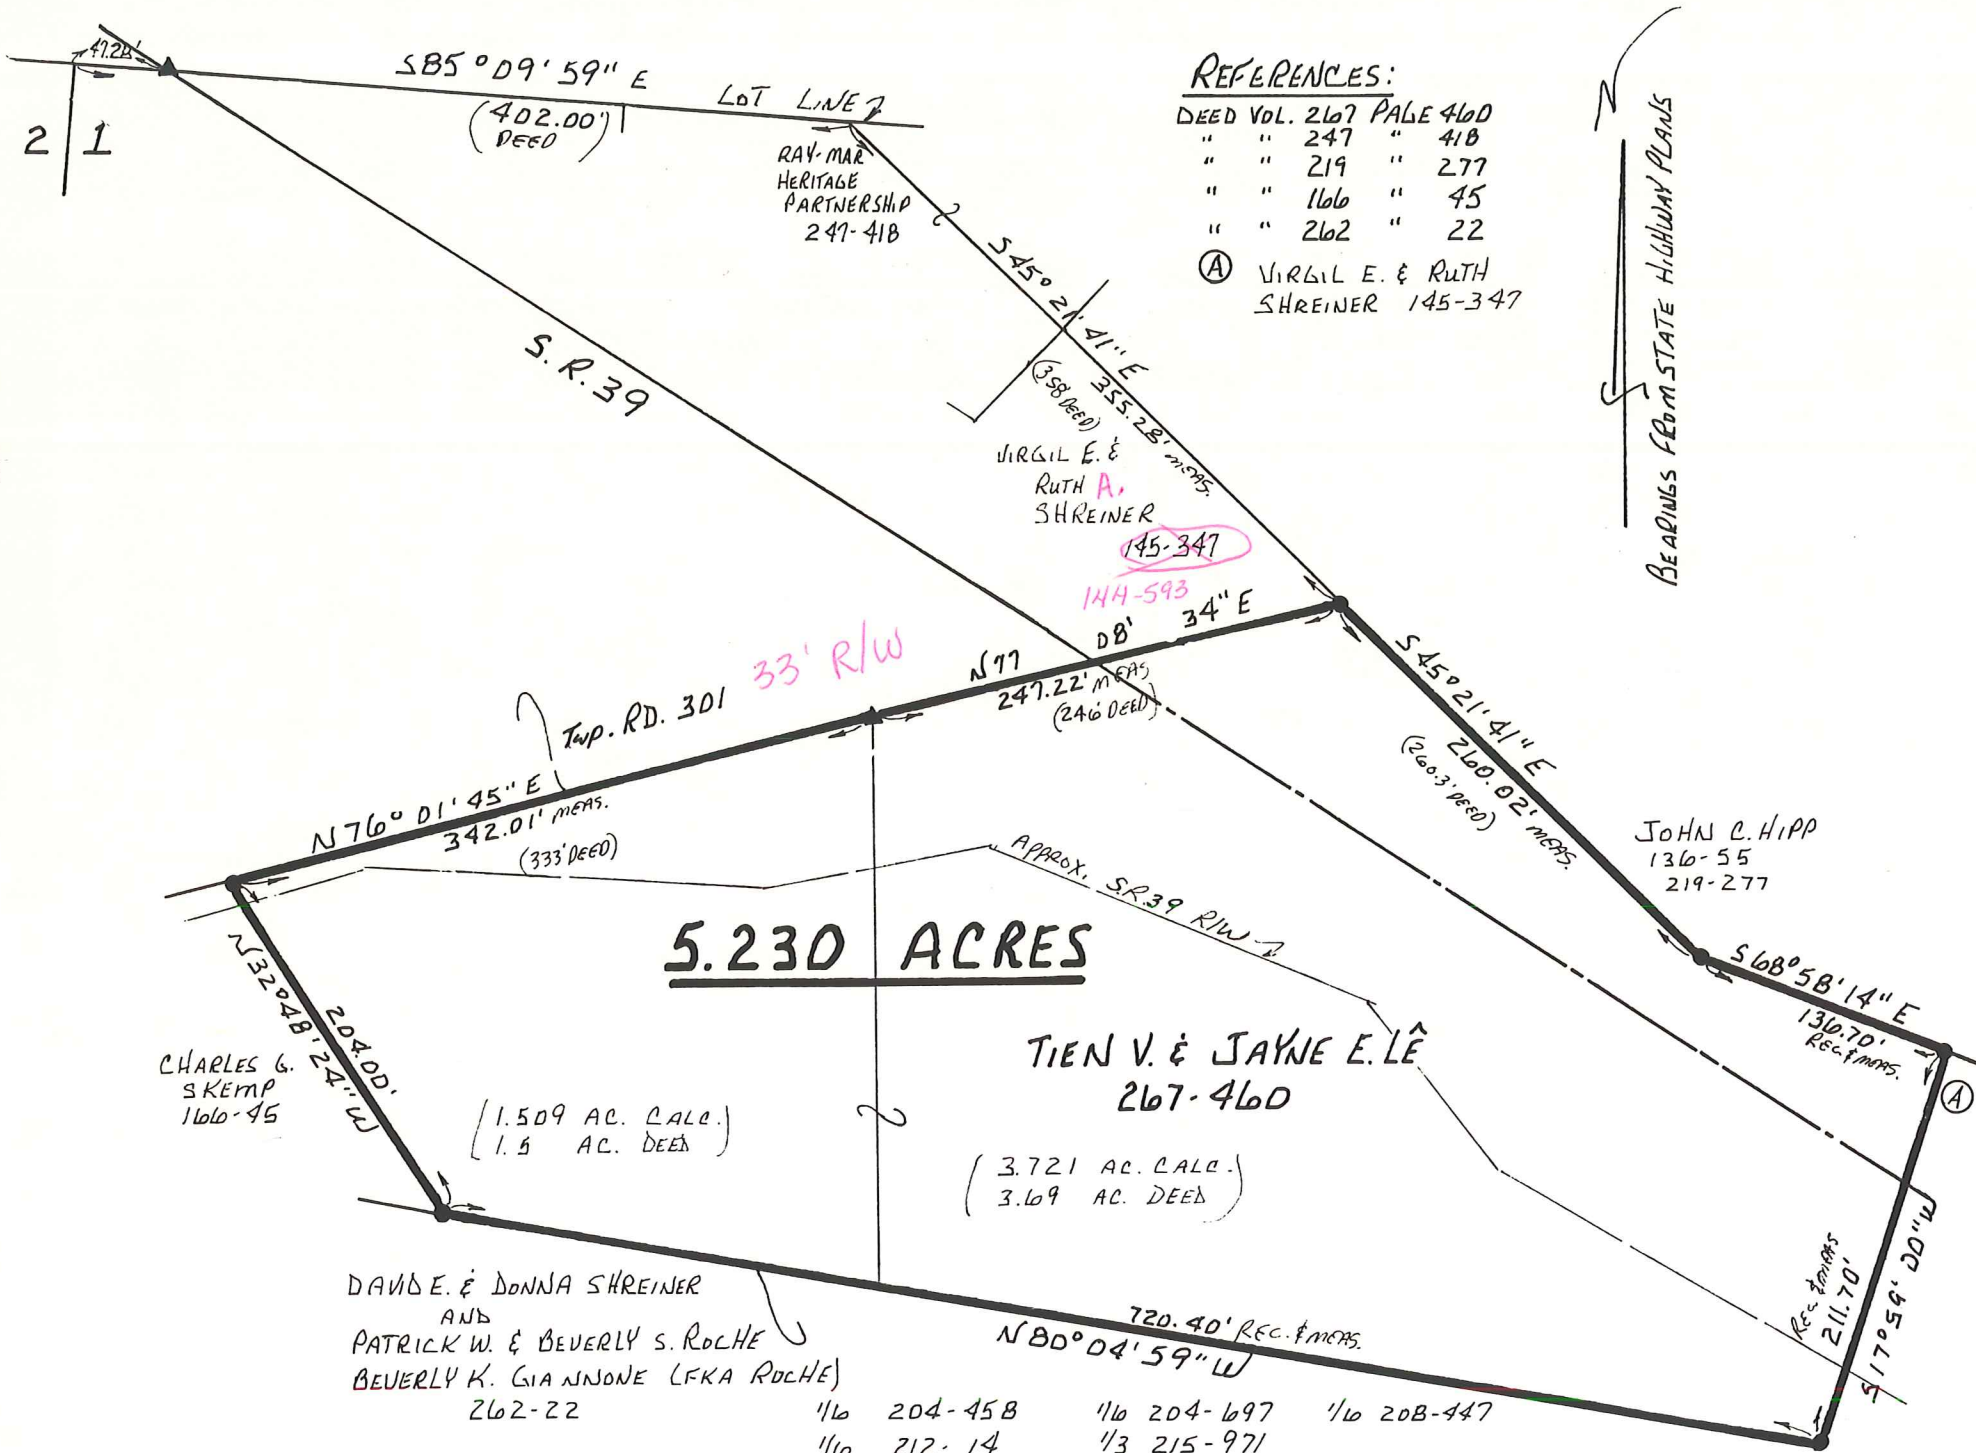 47.28'
S85°09'59" E
(402.00')
DEED
LOT LINE
2 1
RAY-MAR
HERITAGE
PARTNERSHIP
247-418
REFERENCES:
DEED VOL. 267 PAGE 460
" " 247 " 418
" " 219 " 277
" " 166 " 45
" " 262 " 22
A VIRGIL E. & RUTH
SHREINER 145-347
N
BEARINGS FROM STATE HIGHWAY PLANS
S.R. 39
S45°21'41" E
355.28' MEAS.
(358 DEED)
VIRGIL E. &
RUTH A.
SHREINER
145-347
144-593
33' R/W
TWP. RD. 301
N77 08' 34" E
247.22' MEAS
(246' DEED)
N76°01'45" E
342.01' MEAS.
(333' DEED)
S45°21'41" E
260.02' MEAS.
(260.3' DEED)
JOHN C. HIPP
136-55
219-277
APPROX. S.R.39 R/W
5.230 ACRES
S68°58'14" E
136.70'
REC. & MEAS.
A
N32°48'24" W
204.00'
CHARLES G.
SKEMP
166-45
TIEN V. & JAYNE E. LÊ
267-460
(1.509 AC. CALC.)
(1.5 AC. DEED)
(3.721 AC. CALC.)
(3.69 AC. DEED)
S17°59'00" W
211.70'
REC. & MEAS
DAVID E. & DONNA SHREINER
AND
PATRICK W. & BEVERLY S. ROCHE
BEVERLY K. GIANNONE (FKA ROCHE)
262-22
720.40' REC. & MEAS.
N80°04'59" W
1/6 204-458 1/6 204-697 1/6 208-447
1/6 212-14 1/3 215-971